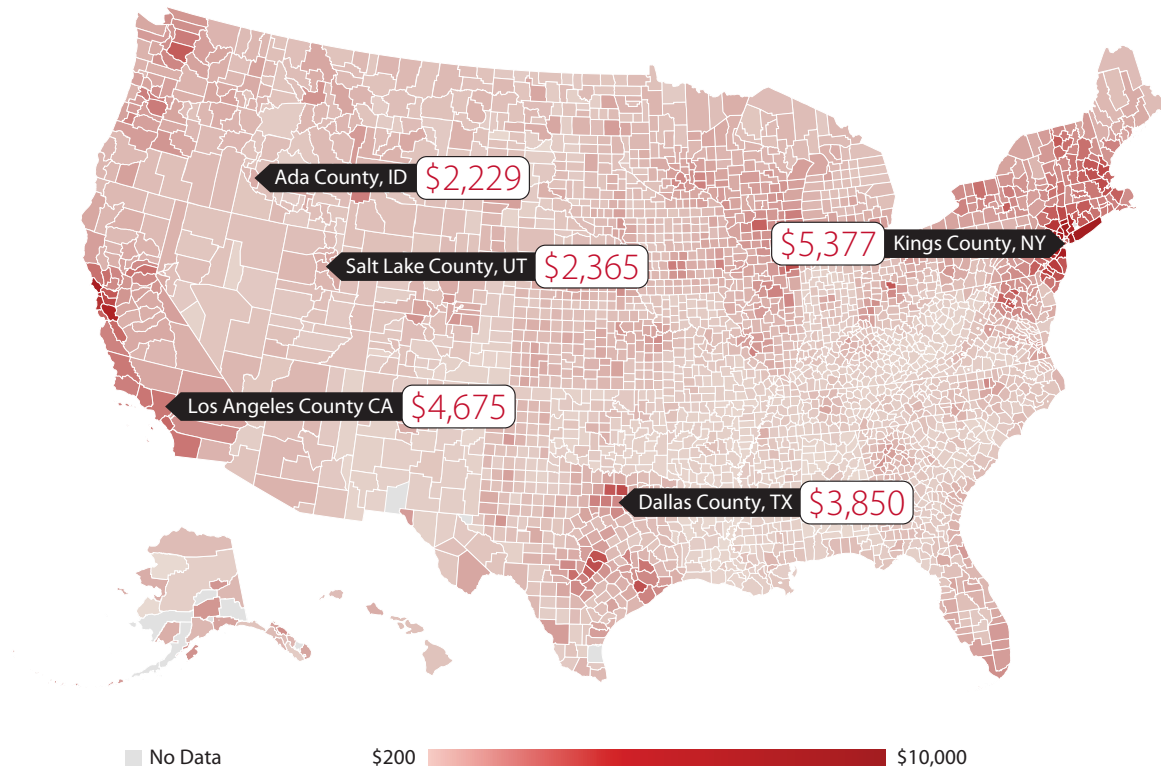 Ada County, ID $2,229
$5,377 Kings County, NY
Salt Lake County, UT $2,365
Los Angeles County CA $4,675
Dallas County, TX $3,850
No Data $200 $10,000